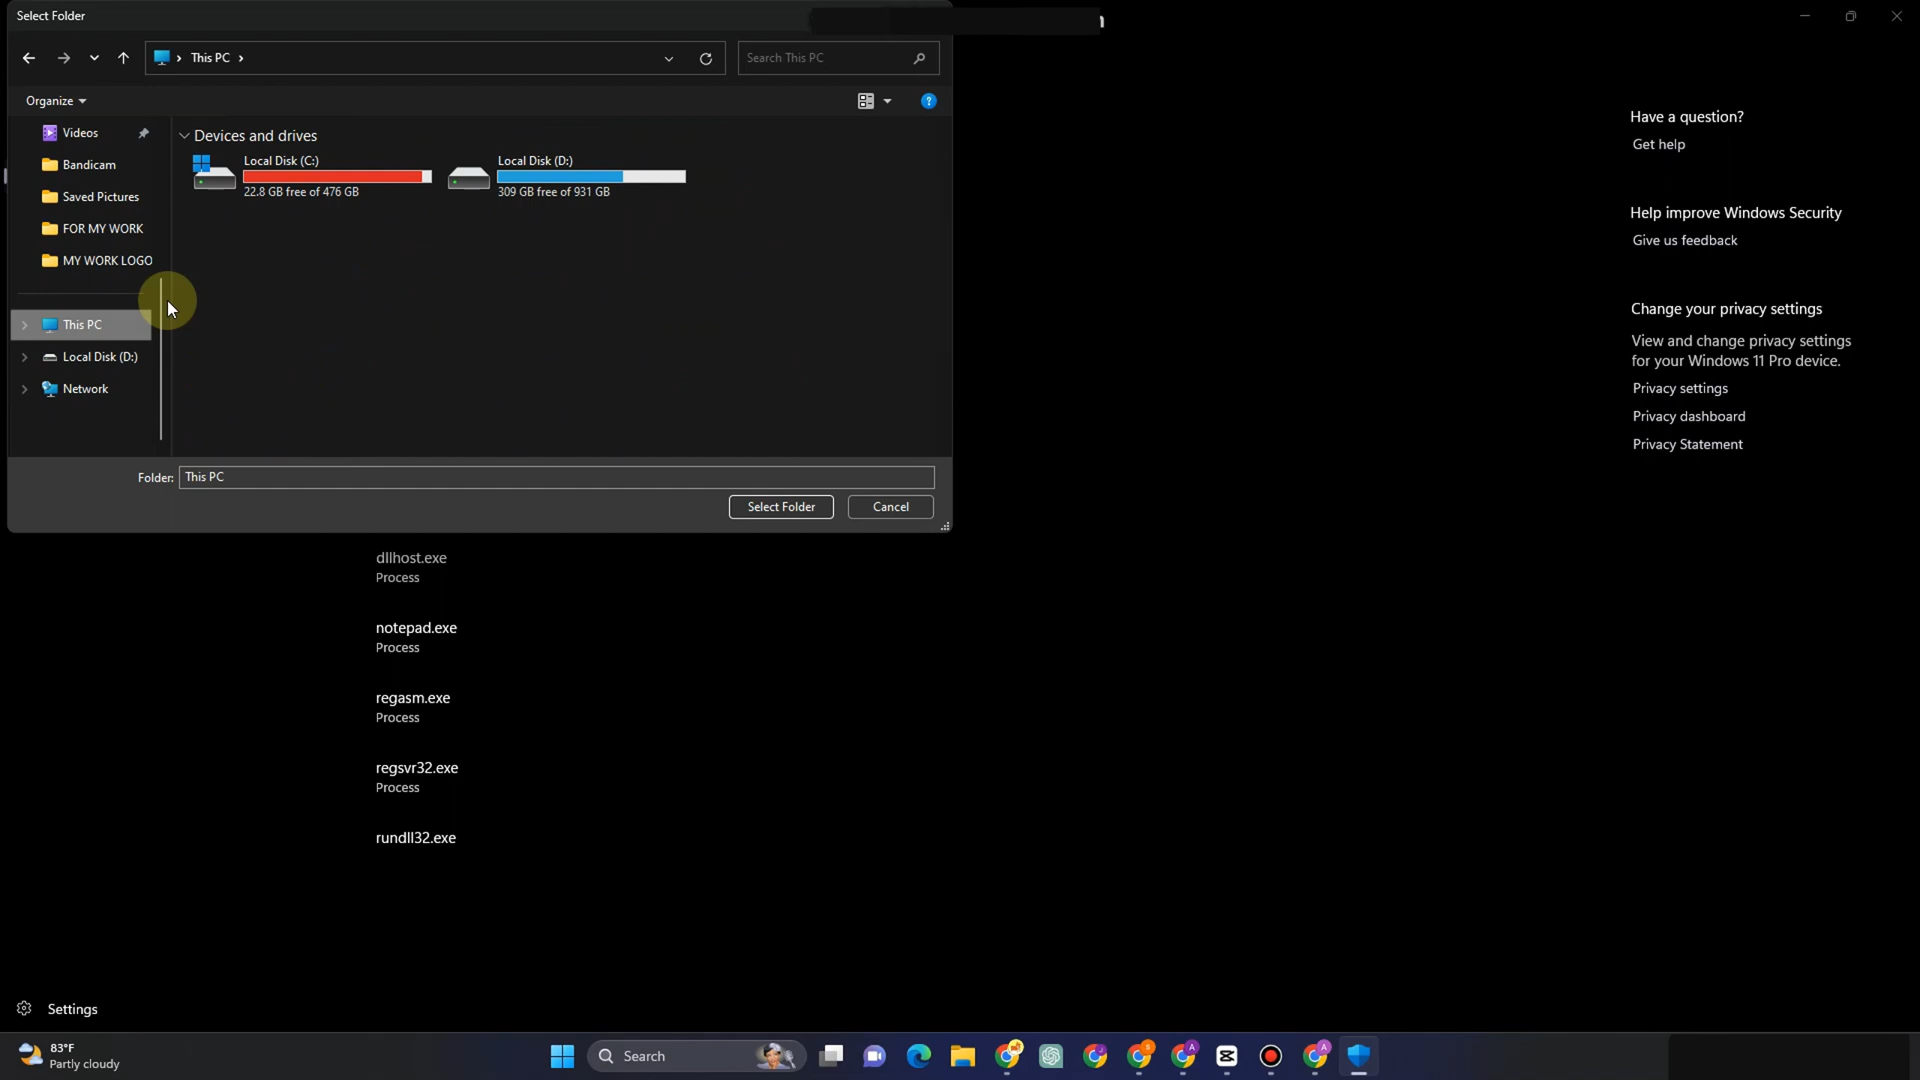 Select Folder
This PC
Search This PC
Organize
Videos
Bandicam
Saved Pictures
FOR MY WORK
MY WORK LOGO
This PC
Local Disk (D:)
Network
Devices and drives
Local Disk (C:)
22.8 GB free of 476 GB
Local Disk (D:)
309 GB free of 931 GB
Folder: This PC
Select Folder
Cancel
dllhost.exe
Process
notepad.exe
Process
regasm.exe
Process
regsvr32.exe
Process
rundll32.exe
Have a question?
Get help
Help improve Windows Security
Give us feedback
Change your privacy settings
View and change privacy settings
for your Windows 11 Pro device.
Privacy settings
Privacy dashboard
Privacy Statement
Settings
83°F
Partly cloudy
Search